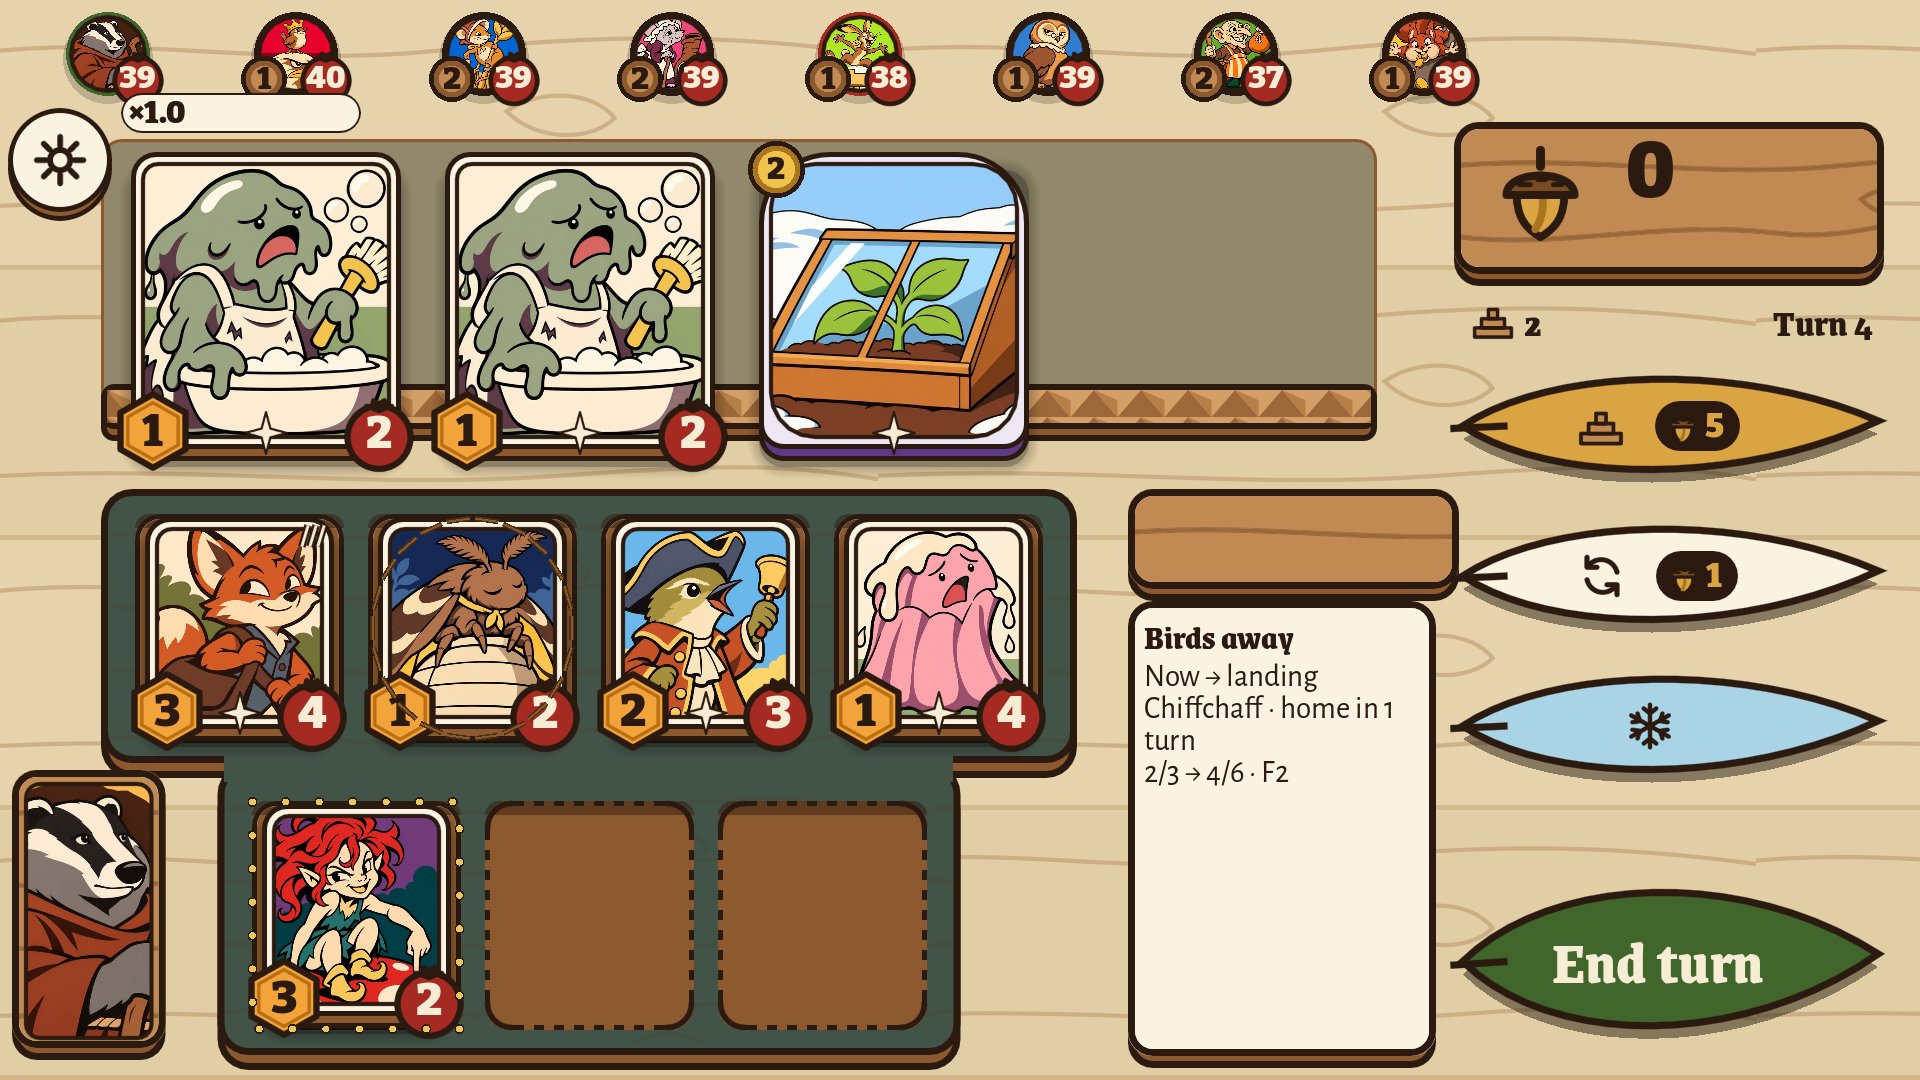 39
1 40
2 39
2 39
1 38
1 39
2 37
1 39
×1.0
0
2 Turn 4
1 2
1 2
2
5
1
3 4
1 2
2 3
1 4
3 2
Birds away
Now → landing
Chiffchaff · home in 1
turn
2/3 → 4/6 · F2
End turn